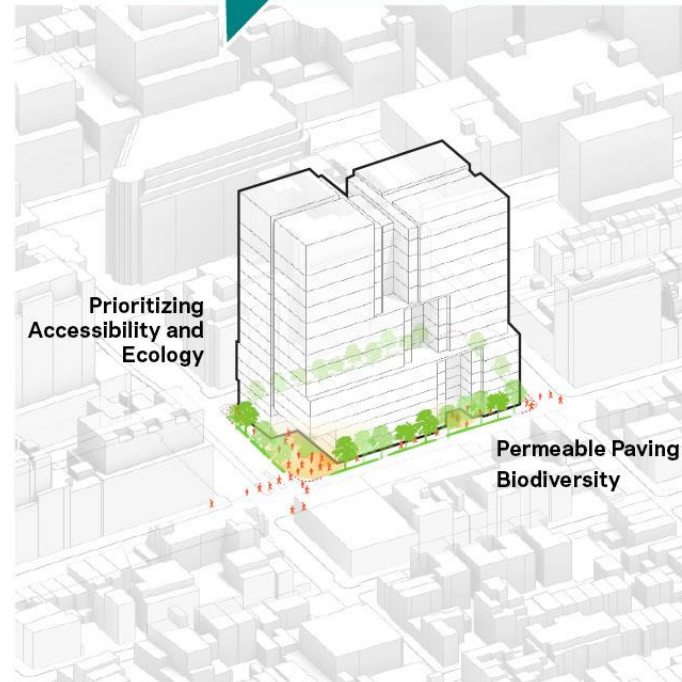 Prioritizing
Accessibility and
Ecology
Permeable Paving
Biodiversity